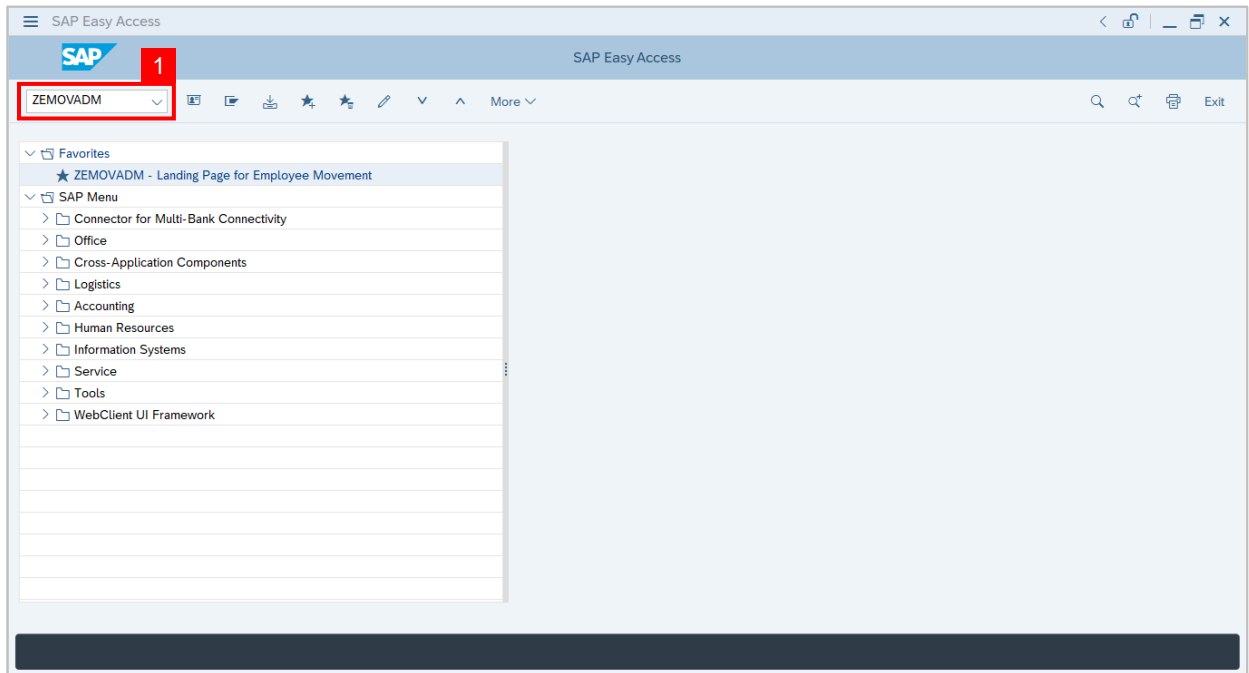 SAP Easy Access
SAP
SAP Easy Access
1
ZEMOVADM
More
Exit
Favorites
ZEMOVADM - Landing Page for Employee Movement
SAP Menu
Connector for Multi-Bank Connectivity
Office
Cross-Application Components
Logistics
Accounting
Human Resources
Information Systems
Service
Tools
WebClient UI Framework